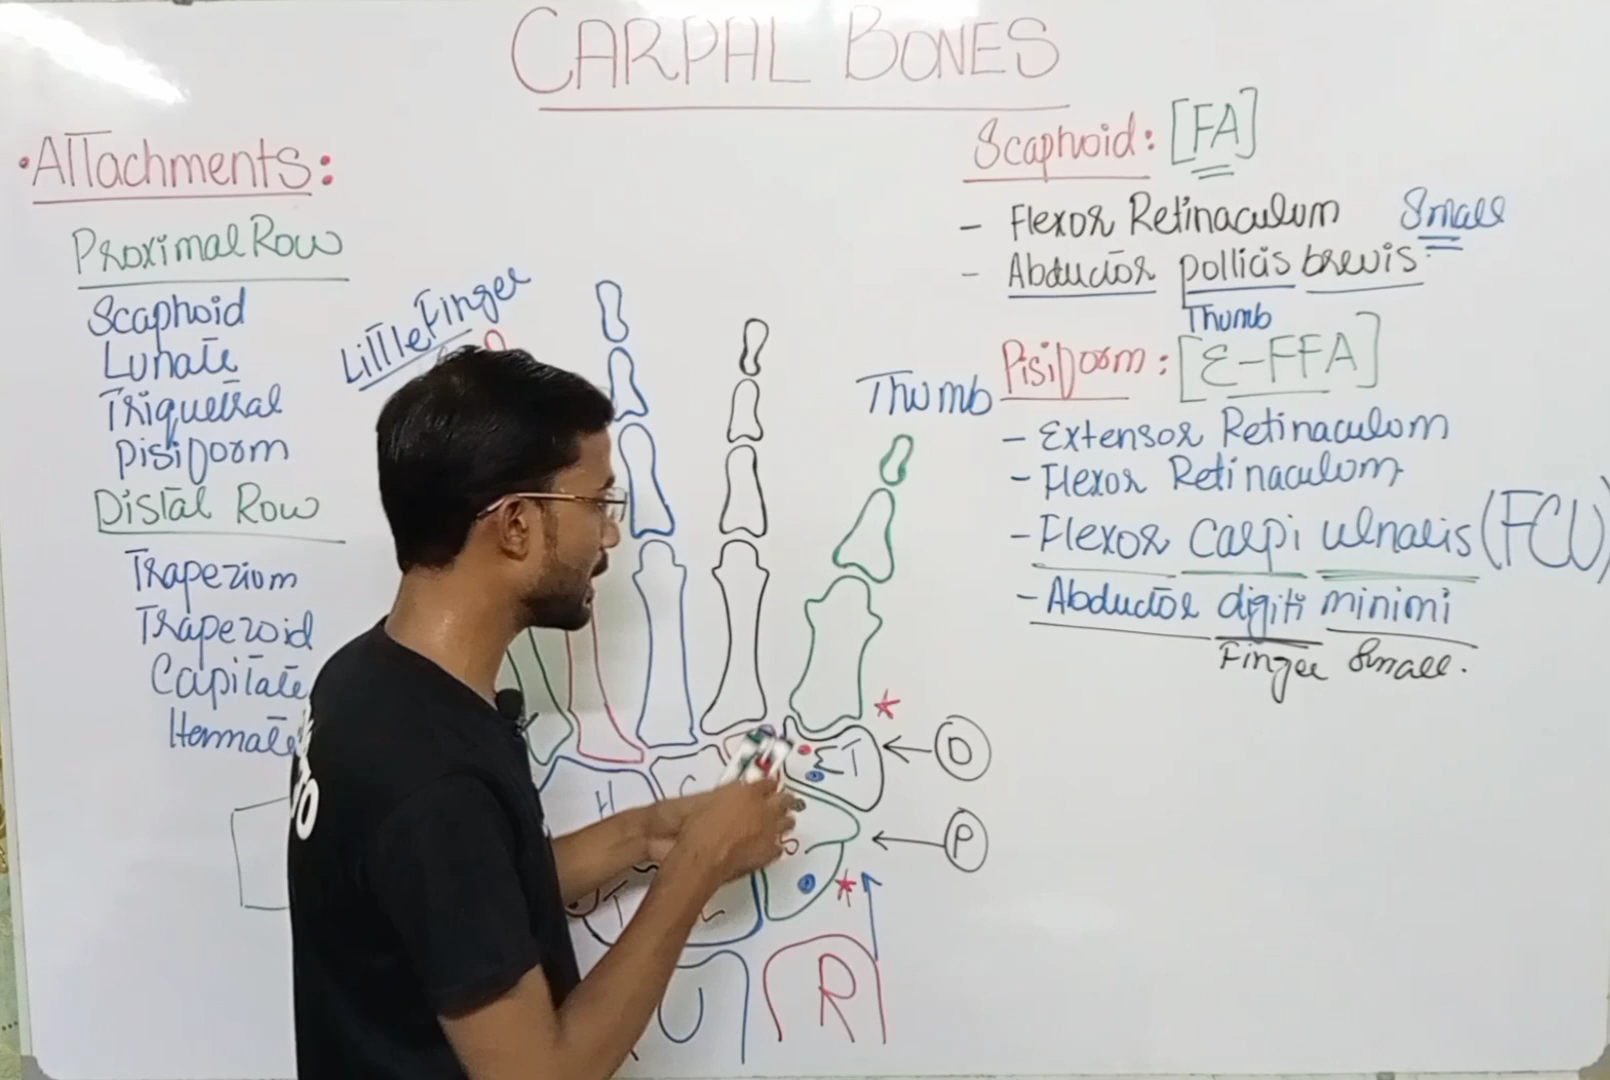 CARPAL BONES
• Attachments:
Proximal Row
Scaphoid
Lunate
Triquetral
Pisiform
Distal Row
Trapezium
Trapezoid
Capitate
Hamate
Little Finger
Thumb
Scaphoid: [FA]
- Flexor Retinaculum
Small
- Abductor pollicis brevis
Thumb
Pisiform: [E-FFA]
- Extensor Retinaculum
- Flexor Retinaculum
- Flexor Carpi ulnaris (FCU)
- Abductor digiti minimi
Finger Small.
H
C
T
D
P
S
T
L
U
R